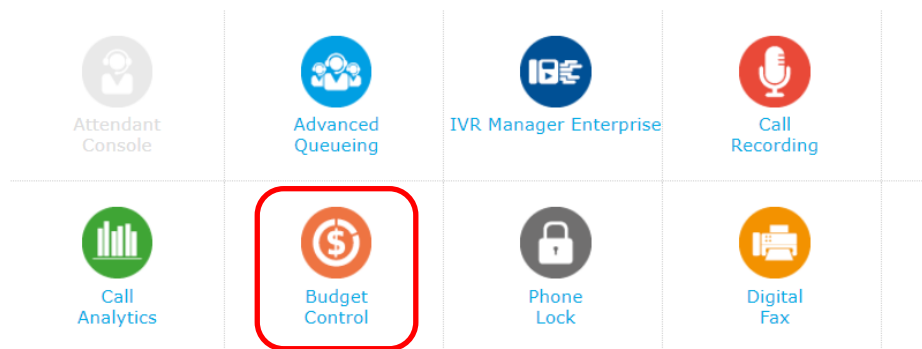 Attendant
Console
Advanced
Queueing
IVR Manager Enterprise
Call
Recording
Call
Analytics
$
Budget
Control
Phone
Lock
Digital
Fax